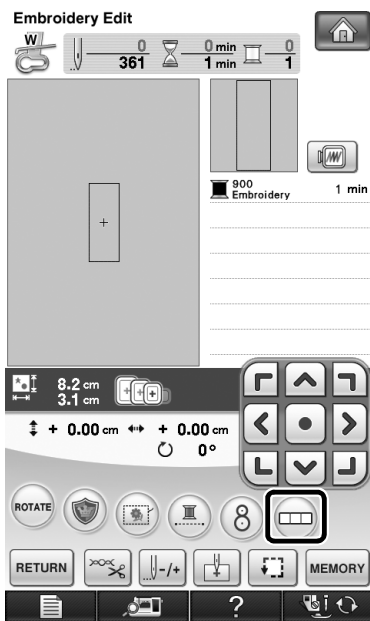 Embroidery Edit
W
0 0 min 0
361 1 min 1
900
Embroidery 1 min
8.2 cm
3.1 cm
+ 0.00 cm + 0.00 cm
0°
ROTATE
8
RETURN -/+ MEMORY
?